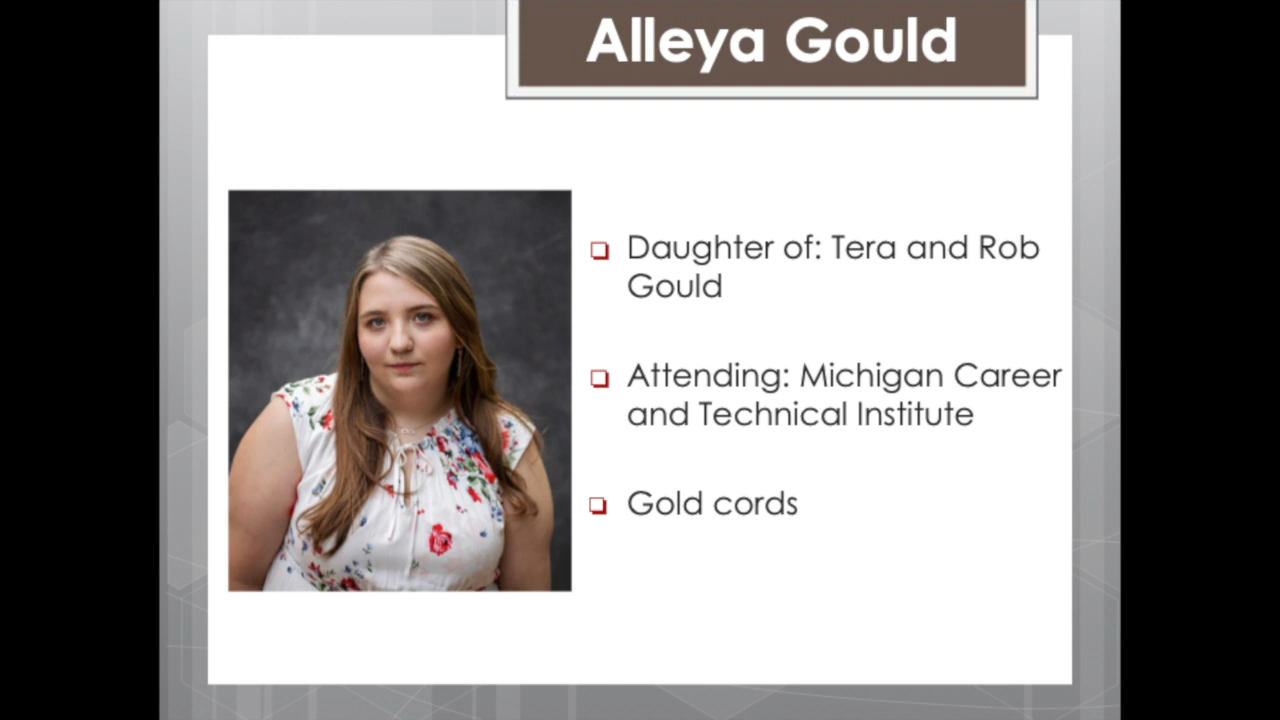 Alleya Gould
Daughter of: Tera and Rob
Gould
Attending: Michigan Career
and Technical Institute
Gold cords